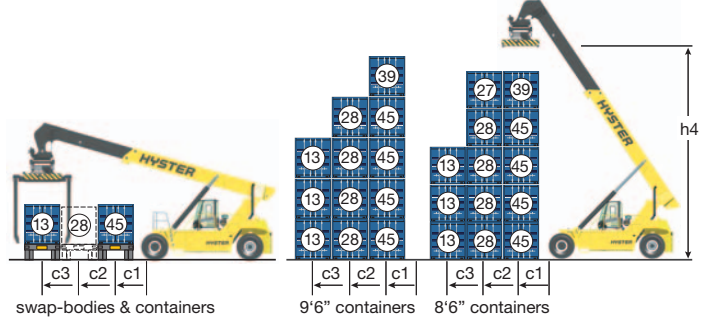 39
27 39
28 45
28 45
h4
13 28 45
13 28 45
HYSTER
HYSTER
13 28 45
13 28 45
13 28 45
13 28 45
13 28 45
HYSTER
HYSTER
c3 c2 c1
c3 c2 c1
c3 c2 c1
swap-bodies & containers
9‘6” containers
8‘6” containers